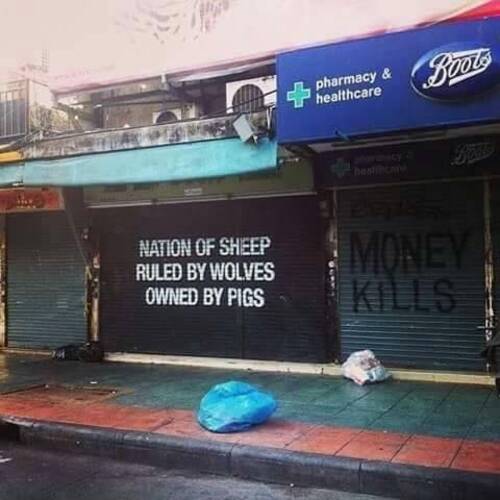 pharmacy &
healthcare
Boots
pharmacy &
healthcare
Boots
NATION OF SHEEP
RULED BY WOLVES
OWNED BY PIGS
MONEY
KILLS